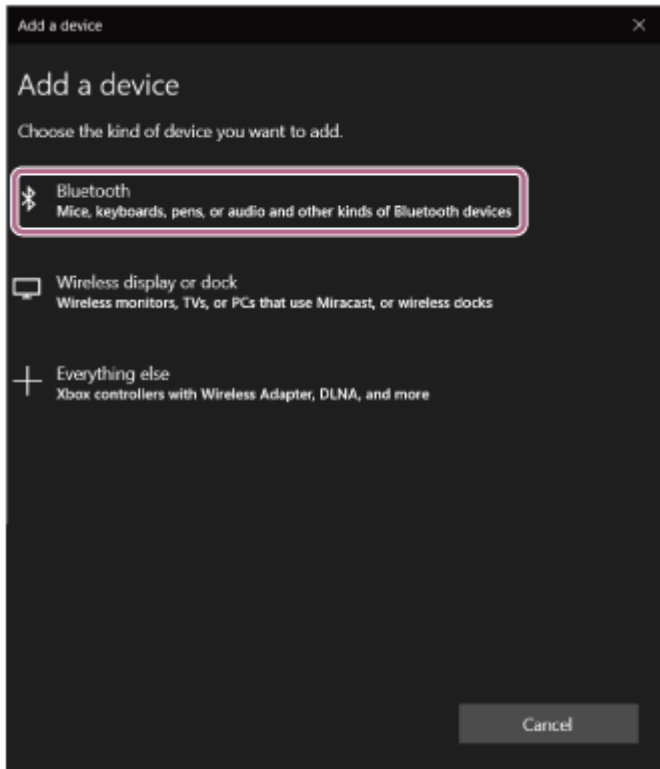 Add a device
Add a device
Choose the kind of device you want to add.
Bluetooth
Mice, keyboards, pens, or audio and other kinds of Bluetooth devices
Wireless display or dock
Wireless monitors, TVs, or PCs that use Miracast, or wireless docks
Everything else
Xbox controllers with Wireless Adapter, DLNA, and more
Cancel